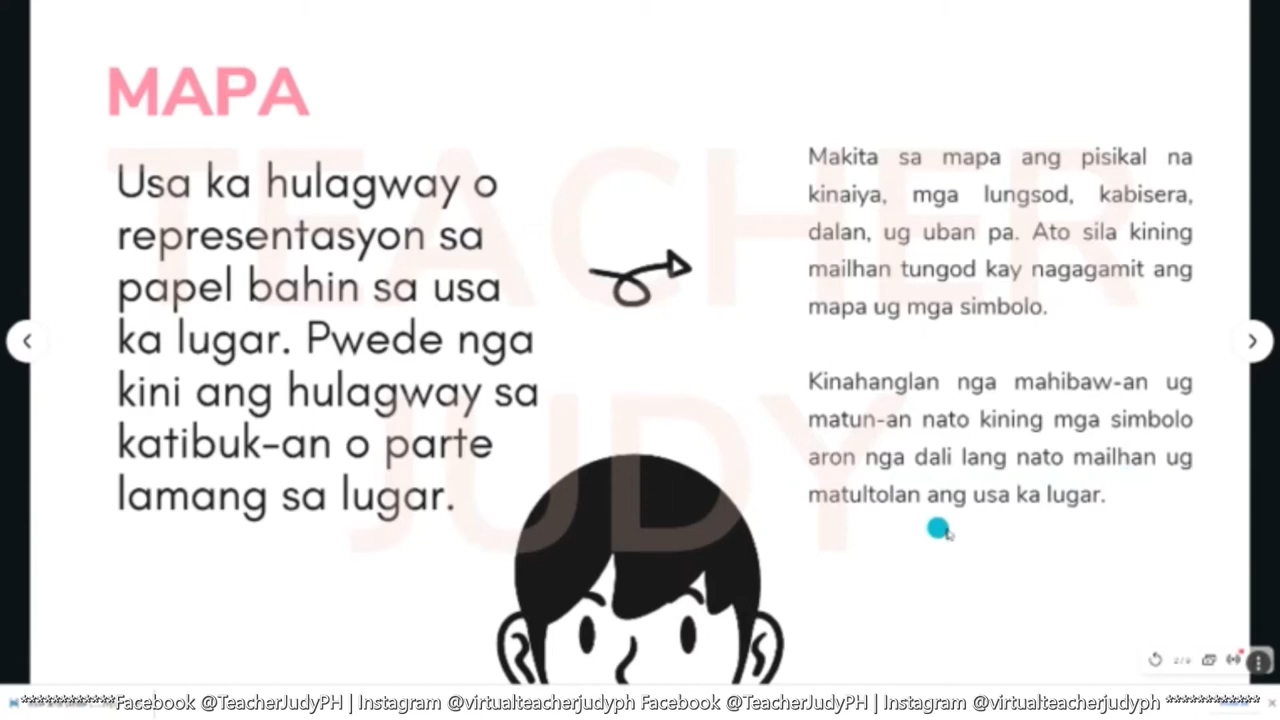 MAPA
Usa ka hulagway o
representasyon sa
papel bahin sa usa
ka lugar. Pwede nga
kini ang hulagway sa
katibuk-an o parte
lamang sa lugar.
Makita sa mapa ang pisikal na
kinaiya, mga lungsod, kabisera,
dalan, ug uban pa. Ato sila kining
mailhan tungod kay nagagamit ang
mapa ug mga simbolo.
Kinahanglan nga mahibaw-an ug
matun-an nato kining mga simbolo
aron nga dali lang nato mailhan ug
matultolan ang usa ka lugar.
TEACHER
JUDY
************Facebook @TeacherJudyPH | Instagram @virtualteacherjudyph Facebook @TeacherJudyPH | Instagram @virtualteacherjudyph ************